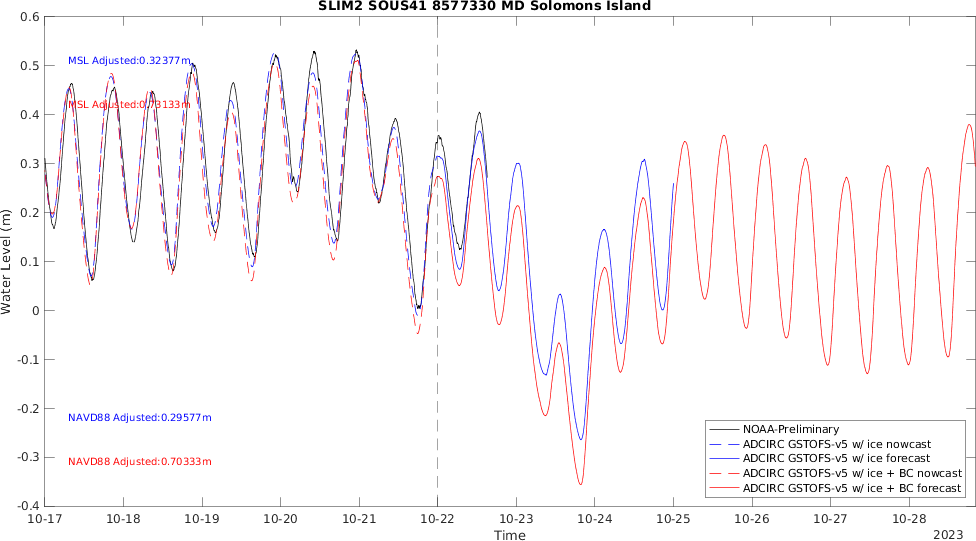 SLIM2 SOUS41 8577330 MD Solomons Island
Water Level (m)
0.6
0.5
0.4
0.3
0.2
0.1
0
-0.1
-0.2
-0.3
-0.4
MSL Adjusted:0.32377m
MSL Adjusted:0.73133m
NAVD88 Adjusted:0.29577m
NAVD88 Adjusted:0.70333m
NOAA-Preliminary
ADCIRC GSTOFS-v5 w/ ice nowcast
ADCIRC GSTOFS-v5 w/ ice forecast
ADCIRC GSTOFS-v5 w/ ice + BC nowcast
ADCIRC GSTOFS-v5 w/ ice + BC forecast
10-17 10-18 10-19 10-20 10-21 10-22 10-23 10-24 10-25 10-26 10-27 10-28
Time
2023